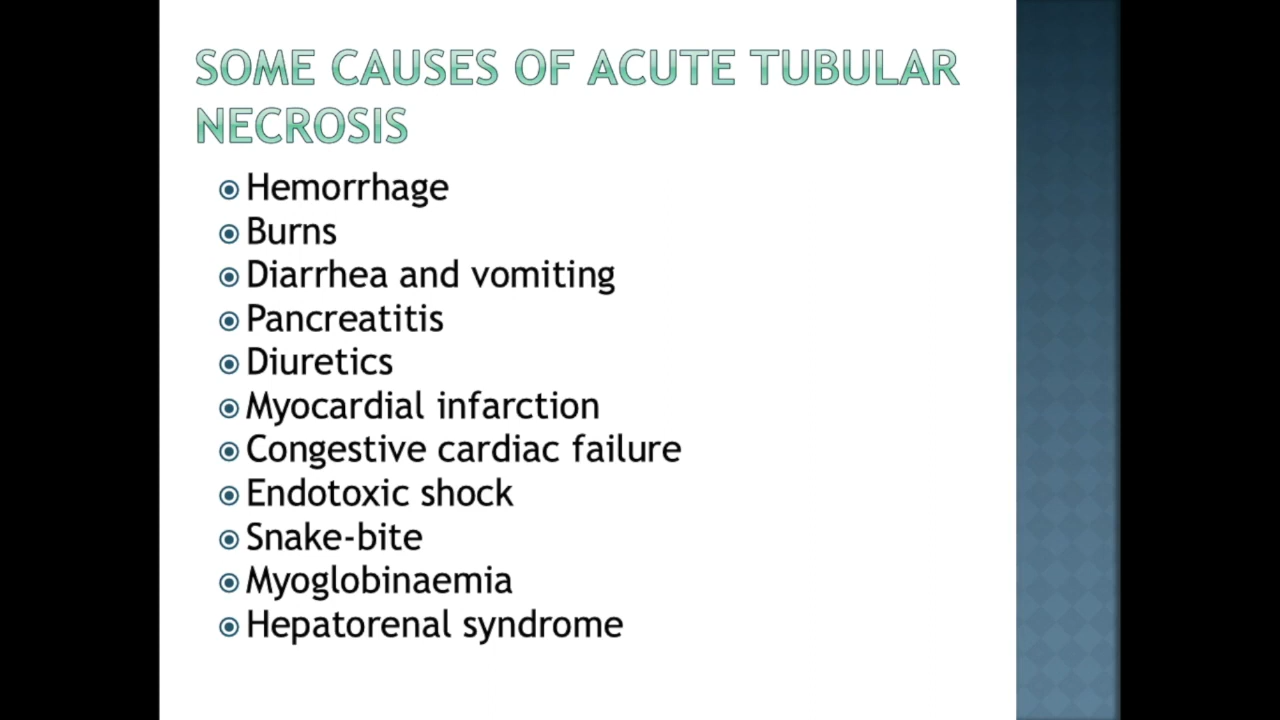 SOME CAUSES OF ACUTE TUBULAR
NECROSIS
Hemorrhage
Burns
Diarrhea and vomiting
Pancreatitis
Diuretics
Myocardial infarction
Congestive cardiac failure
Endotoxic shock
Snake-bite
Myoglobinaemia
Hepatorenal syndrome